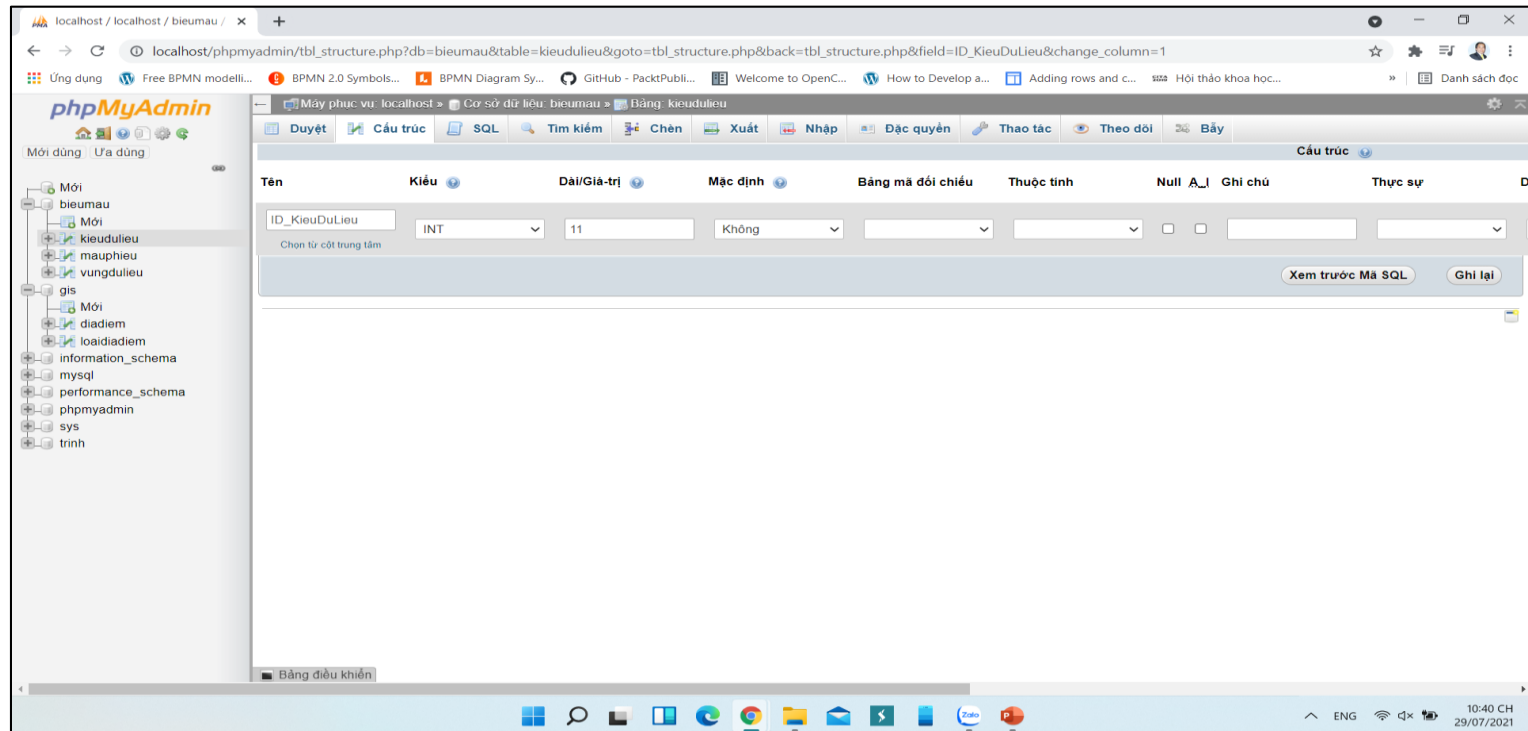 localhost / localhost / bieumau /
localhost/phpmyadmin/tbl_structure.php?db=bieumau&table=kieudulieu&goto=tbl_structure.php&back=tbl_structure.php&field=ID_KieuDuLieu&change_column=1
Ứng dụng Free BPMN modelli... BPMN 2.0 Symbols... BPMN Diagram Sy... GitHub - PacktPubli... Welcome to OpenC... How to Develop a... Adding rows and c... Hội thảo khoa học... » Danh sách đọc
phpMyAdmin
Mới dùng Ưa dùng
Mới
bieumau
Mới
kieudulieu
mauphieu
vungdulieu
gis
Mới
diadiem
loaidiadiem
information_schema
mysql
performance_schema
phpmyadmin
sys
trinh
Máy phục vụ: localhost » Cơ sở dữ liệu: bieumau » Bảng: kieudulieu
Duyệt Cấu trúc SQL Tìm kiếm Chèn Xuất Nhập Đặc quyền Thao tác Theo dõi Bẫy
Cấu trúc
Tên Kiểu Dài/Giá-trị Mặc định Bảng mã đối chiếu Thuộc tính Null A_I Ghi chú Thực sự D
ID_KieuDuLieu INT 11 Không
Chọn từ cột trung tâm
Xem trước Mã SQL Ghi lại
Bảng điều khiển
Zalo
ENG 10:40 CH
29/07/2021